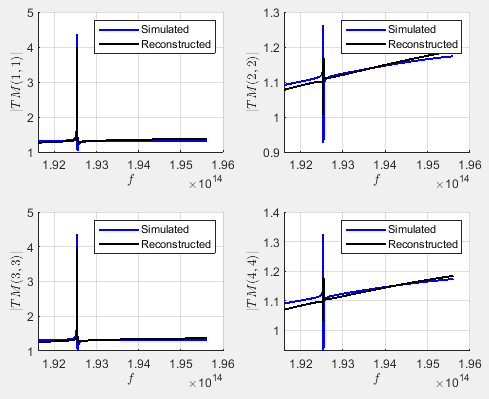 5
4
3
2
1
|TM(1,1)|
Simulated
Reconstructed
1.92 1.93 1.94 1.95 1.96
f
×10^14
1.3
1.2
1.1
1
0.9
|TM(2,2)|
Simulated
Reconstructed
1.92 1.93 1.94 1.95 1.96
f
×10^14
5
4
3
2
1
|TM(3,3)|
Simulated
Reconstructed
1.92 1.93 1.94 1.95 1.96
f
×10^14
1.4
1.3
1.2
1.1
1
|TM(4,4)|
Simulated
Reconstructed
1.92 1.93 1.94 1.95 1.96
f
×10^14